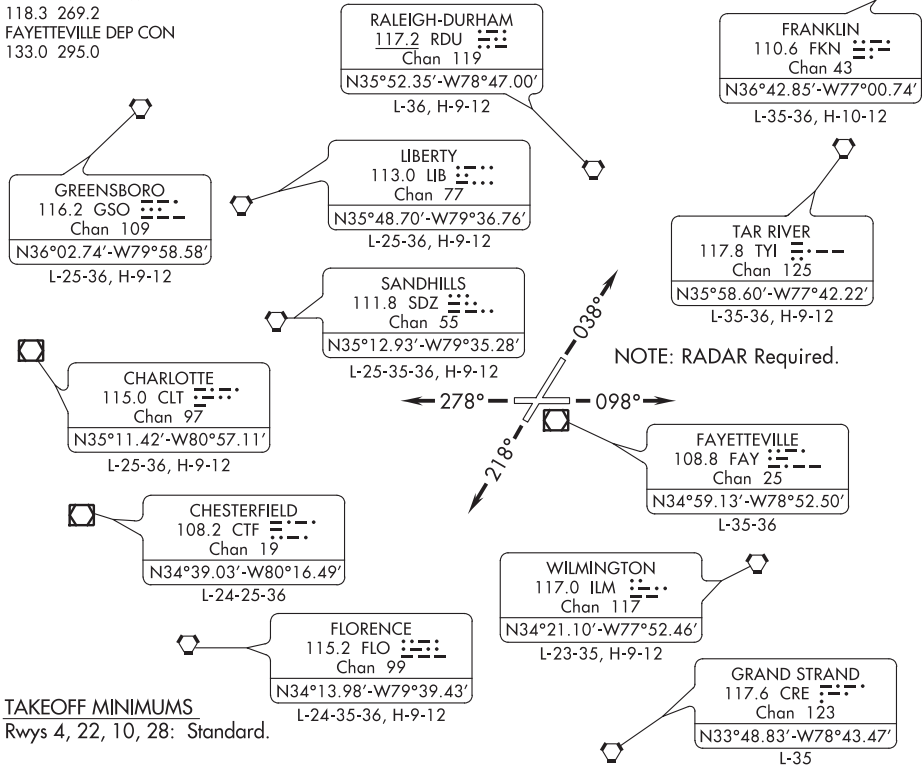 118.3 269.2
FAYETTEVILLE DEP CON
133.0 295.0
RALEIGH-DURHAM
117.2 RDU
Chan 119
N35°52.35′-W78°47.00′
L-36, H-9-12
FRANKLIN
110.6 FKN
Chan 43
N36°42.85′-W77°00.74′
L-35-36, H-10-12
GREENSBORO
116.2 GSO
Chan 109
N36°02.74′-W79°58.58′
L-25-36, H-9-12
LIBERTY
113.0 LIB
Chan 77
N35°48.70′-W79°36.76′
L-25-36, H-9-12
TAR RIVER
117.8 TYI
Chan 125
N35°58.60′-W77°42.22′
L-35-36, H-9-12
SANDHILLS
111.8 SDZ
Chan 55
N35°12.93′-W79°35.28′
L-25-35-36, H-9-12
038°
NOTE: RADAR Required.
CHARLOTTE
115.0 CLT
Chan 97
N35°11.42′-W80°57.11′
L-25-36, H-9-12
278°
098°
218°
FAYETTEVILLE
108.8 FAY
Chan 25
N34°59.13′-W78°52.50′
L-35-36
CHESTERFIELD
108.2 CTF
Chan 19
N34°39.03′-W80°16.49′
L-24-25-36
WILMINGTON
117.0 ILM
Chan 117
N34°21.10′-W77°52.46′
L-23-35, H-9-12
FLORENCE
115.2 FLO
Chan 99
N34°13.98′-W79°39.43′
L-24-35-36, H-9-12
GRAND STRAND
117.6 CRE
Chan 123
N33°48.83′-W78°43.47′
L-35
TAKEOFF MINIMUMS
Rwys 4, 22, 10, 28: Standard.